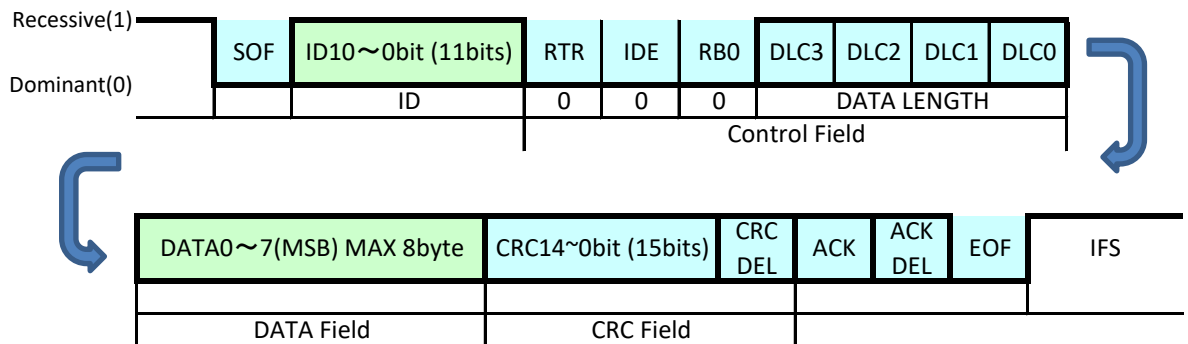 Recessive(1)
SOF ID10～0bit (11bits) RTR IDE RB0 DLC3 DLC2 DLC1 DLC0
Dominant(0)
ID 0 0 0 DATA LENGTH
Control Field
DATA0～7(MSB) MAX 8byte CRC14~0bit (15bits) CRC DEL ACK ACK DEL EOF IFS
DATA Field CRC Field